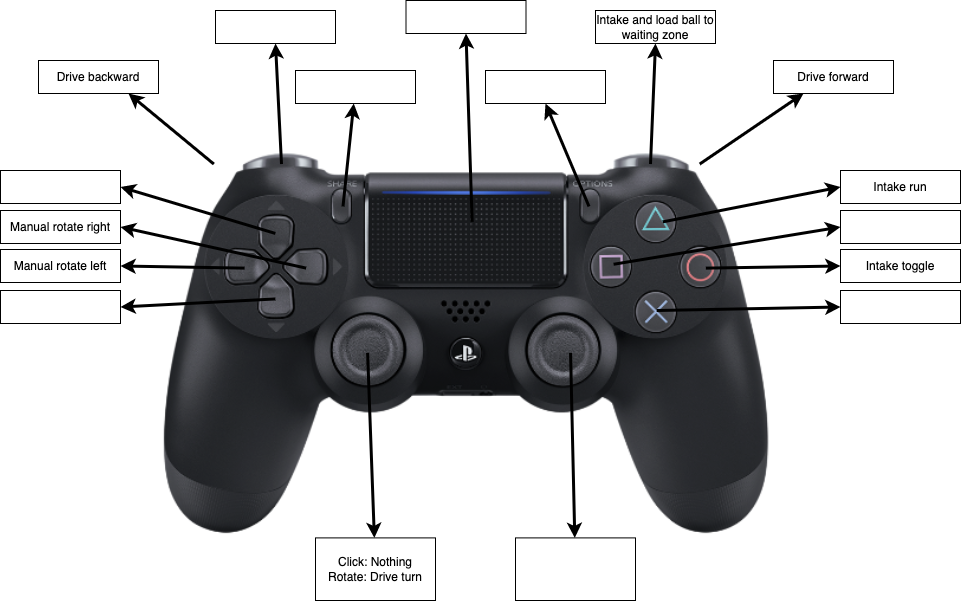 Intake and load ball to
waiting zone
Drive backward
Drive forward
SHARE
OPTIONS
Intake run
Manual rotate right
Manual rotate left
Intake toggle
Click: Nothing
Rotate: Drive turn